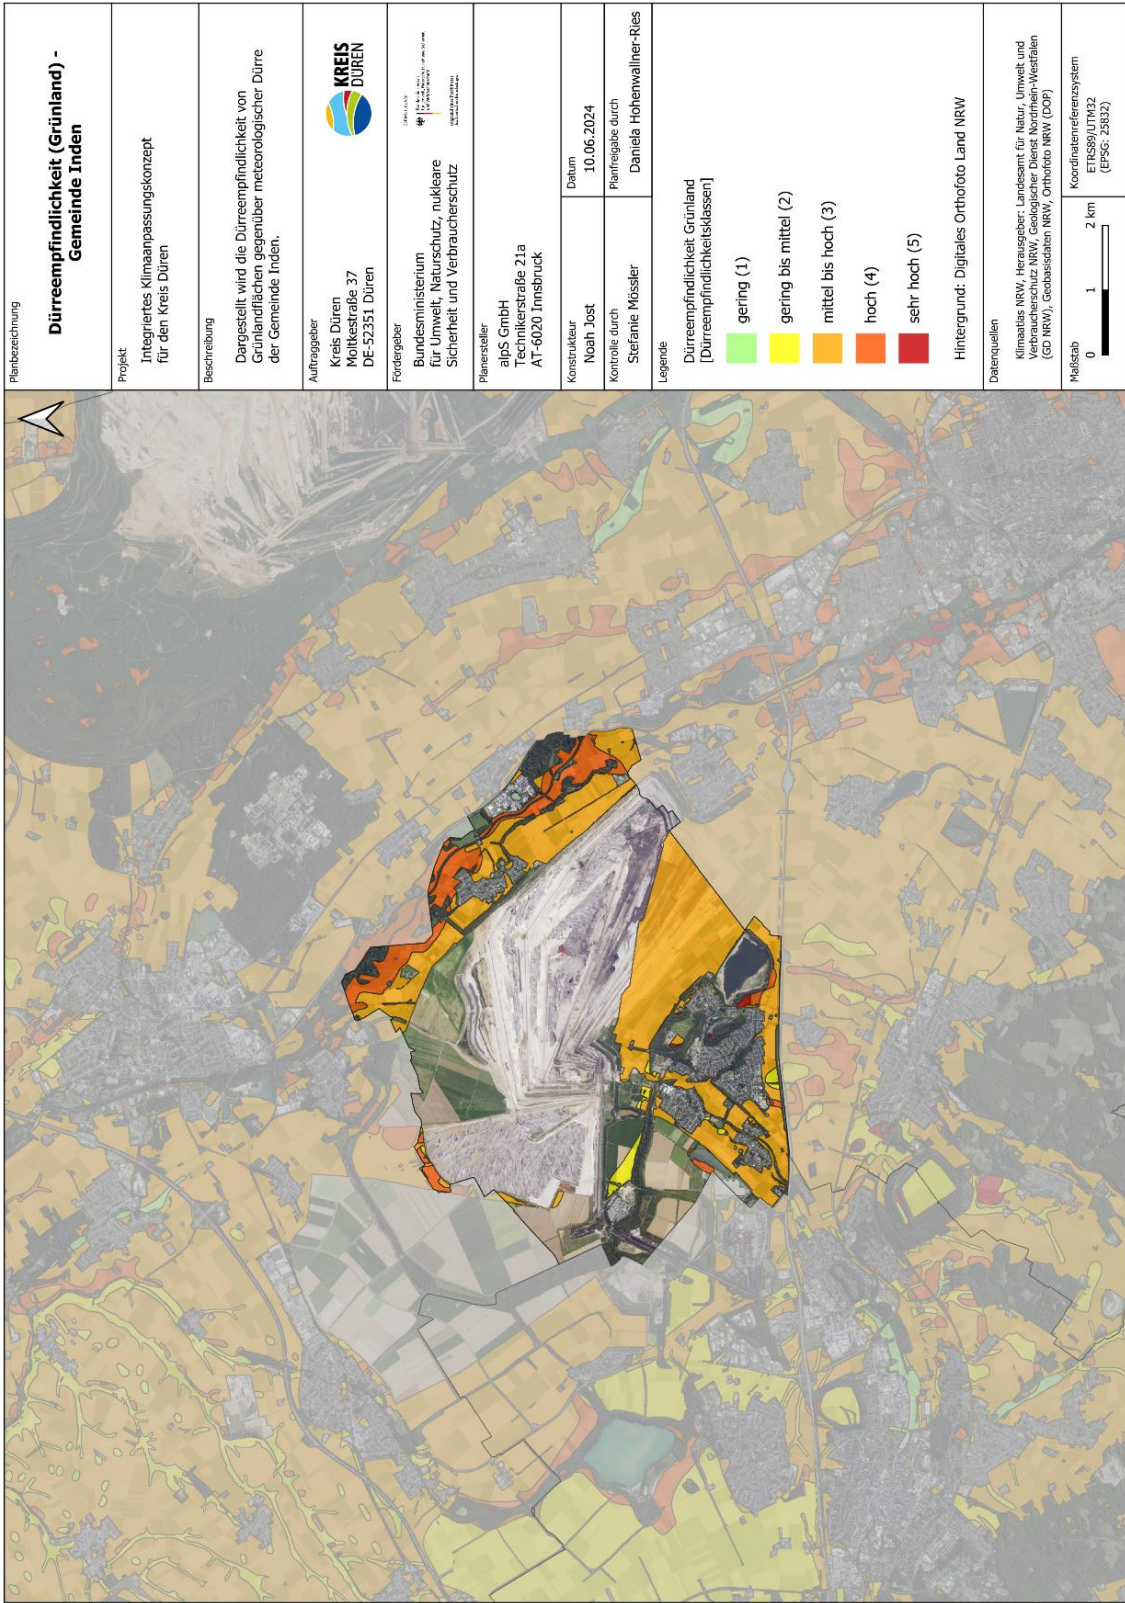 Planbezeichnung
Dürreempfindlichkeit (Grünland) -
Gemeinde Inden
Projekt
Integriertes Klimaanpassungskonzept
für den Kreis Düren
Beschreibung
Dargestellt wird die Dürreempfindlichkeit von
Grünlandflächen gegenüber meteorologischer Dürre
der Gemeinde Inden.
Auftraggeber
Kreis Düren
Moltkestraße 37
DE-52351 Düren
KREIS
DÜREN
Fördergeber
Bundesministerium
für Umwelt, Naturschutz, nukleare
Sicherheit und Verbraucherschutz
Planersteller
alpS GmbH
Technikerstraße 21a
AT-6020 Innsbruck
Konstrukteur
Noah Jost
Datum
10.06.2024
Kontrolle durch
Stefanie Mössler
Planfreigabe durch
Daniela Hohenwallner-Ries
Legende
Dürreempfindlichkeit Grünland
[Dürreempfindlichkeitsklassen]
gering (1)
gering bis mittel (2)
mittel bis hoch (3)
hoch (4)
sehr hoch (5)
Hintergrund: Digitales Orthofoto Land NRW
Datenquellen
Klimaatlas NRW, Herausgeber: Landesamt für Natur, Umwelt und
Verbraucherschutz NRW, Geologischer Dienst Nordrhein-Westfalen
(GD NRW), Geobasisdaten NRW, Orthofoto NRW (DOP)
Maßstab
0 1 2 km
Koordinatenreferenzsystem
ETRS89/UTM32
(EPSG: 25832)